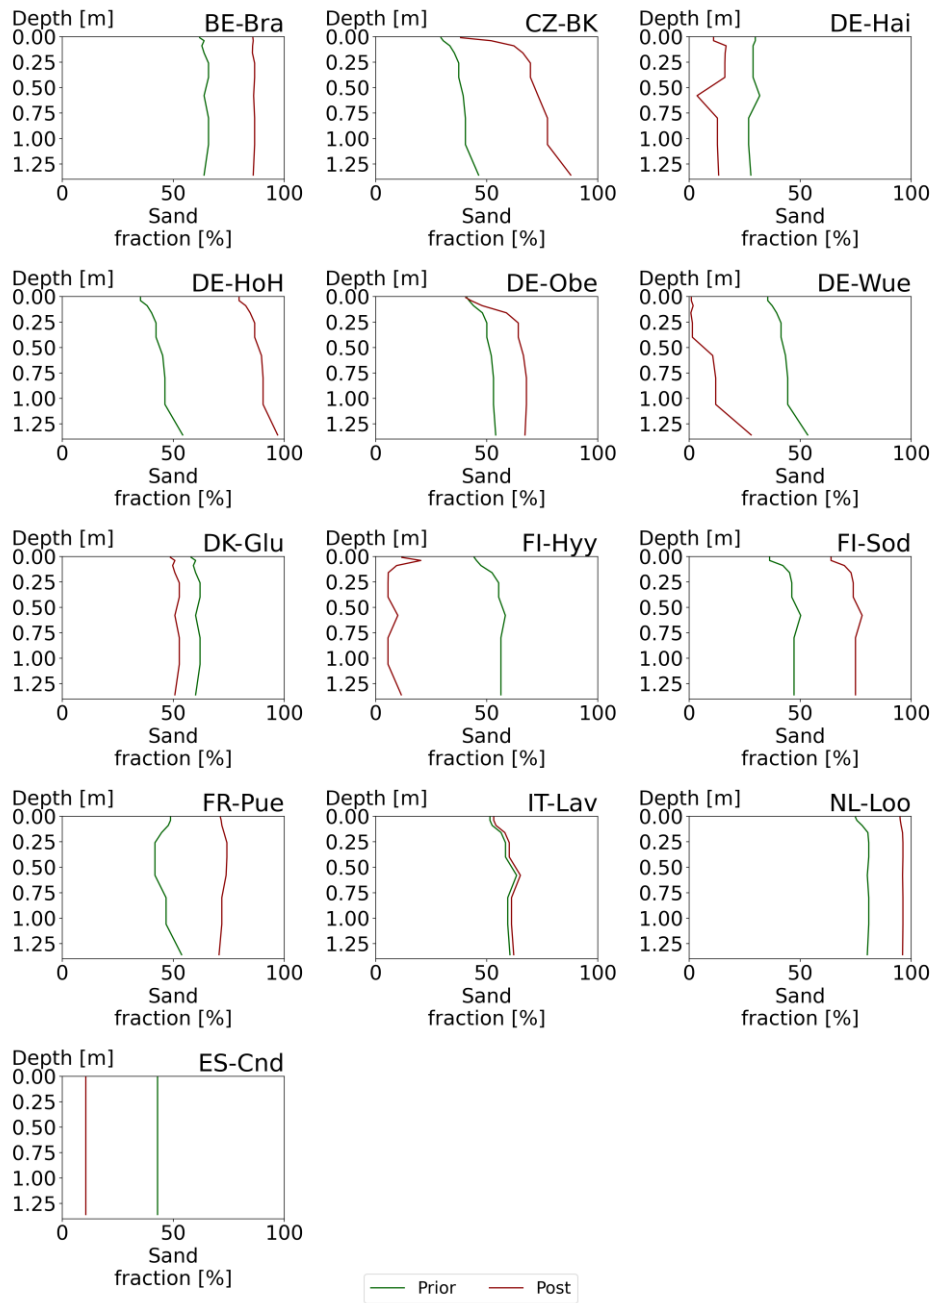 Depth [m] BE-Bra
0.00
0.25
0.50
0.75
1.00
1.25
0 50 100
Sand
fraction [%]
Depth [m] CZ-BK
0.00
0.25
0.50
0.75
1.00
1.25
0 50 100
Sand
fraction [%]
Depth [m] DE-Hai
0.00
0.25
0.50
0.75
1.00
1.25
0 50 100
Sand
fraction [%]
Depth [m] DE-HoH
0.00
0.25
0.50
0.75
1.00
1.25
0 50 100
Sand
fraction [%]
Depth [m] DE-Obe
0.00
0.25
0.50
0.75
1.00
1.25
0 50 100
Sand
fraction [%]
Depth [m] DE-Wue
0.00
0.25
0.50
0.75
1.00
1.25
0 50 100
Sand
fraction [%]
Depth [m] DK-Glu
0.00
0.25
0.50
0.75
1.00
1.25
0 50 100
Sand
fraction [%]
Depth [m] FI-Hyy
0.00
0.25
0.50
0.75
1.00
1.25
0 50 100
Sand
fraction [%]
Depth [m] FI-Sod
0.00
0.25
0.50
0.75
1.00
1.25
0 50 100
Sand
fraction [%]
Depth [m] FR-Pue
0.00
0.25
0.50
0.75
1.00
1.25
0 50 100
Sand
fraction [%]
Depth [m] IT-Lav
0.00
0.25
0.50
0.75
1.00
1.25
0 50 100
Sand
fraction [%]
Depth [m] NL-Loo
0.00
0.25
0.50
0.75
1.00
1.25
0 50 100
Sand
fraction [%]
Depth [m] ES-Cnd
0.00
0.25
0.50
0.75
1.00
1.25
0 50 100
Sand
fraction [%]
Prior Post